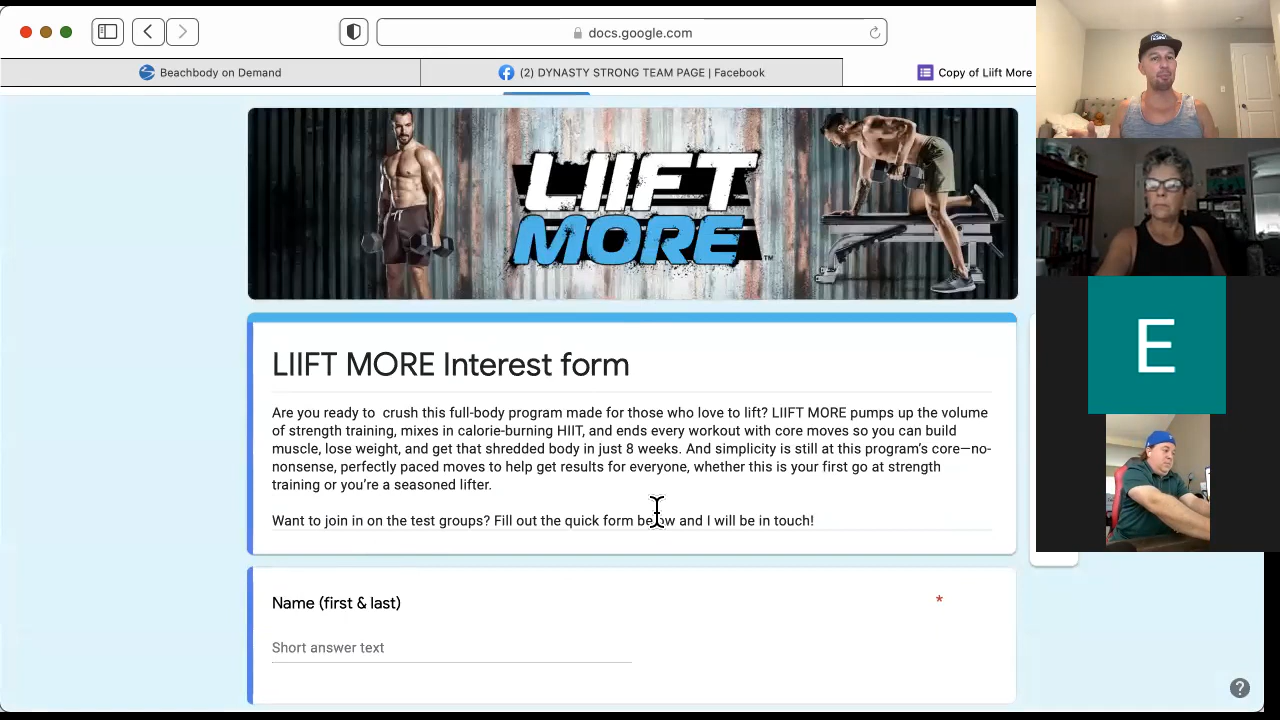 docs.google.com
Beachbody on Demand
(2) DYNASTY STRONG TEAM PAGE | Facebook
Copy of Liift More
LIIFT
MORE
TM
LIIFT MORE Interest form
Are you ready to  crush this full-body program made for those who love to lift? LIIFT MORE pumps up the volume
of strength training, mixes in calorie-burning HIIT, and ends every workout with core moves so you can build
muscle, lose weight, and get that shredded body in just 8 weeks. And simplicity is still at this program's core—no-
nonsense, perfectly paced moves to help get results for everyone, whether this is your first go at strength
training or you're a seasoned lifter.
Want to join in on the test groups? Fill out the quick form below and I will be in touch!
Name (first & last)
*
Short answer text
E
?